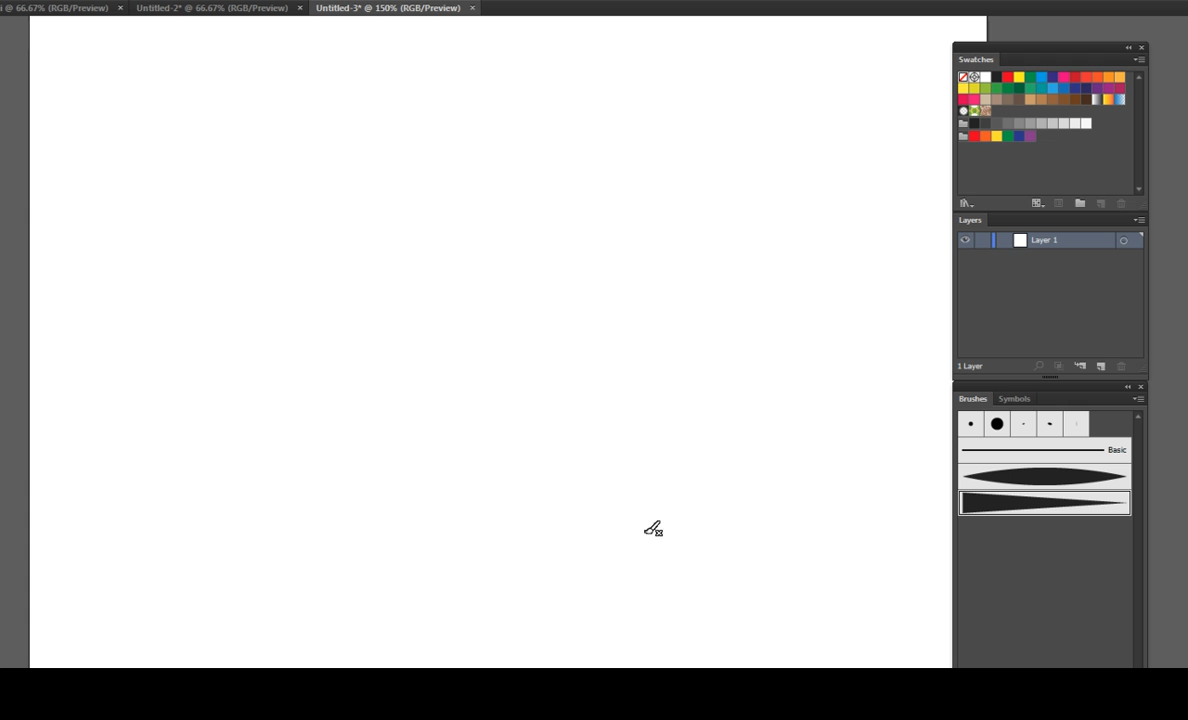 i @ 66.67% (RGB/Preview) Untitled-2* @ 66.67% (RGB/Preview) Untitled-3* @ 150% (RGB/Preview)
Swatches
Layers
Layer 1
1 Layer
Brushes Symbols
Basic